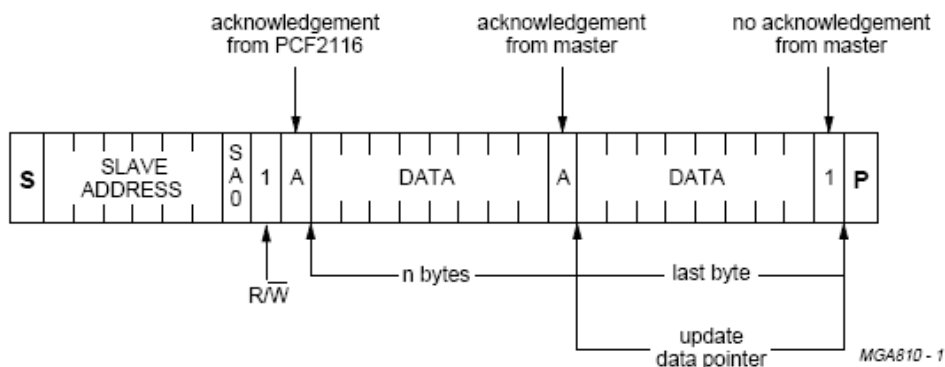 acknowledgement
from PCF2116
acknowledgement
from master
no acknowledgement
from master
S
SLAVE
ADDRESS
S
A
0
1
A
DATA
A
DATA
1
P
R/W̅
n bytes
last byte
update
data pointer
MGA810 - 1